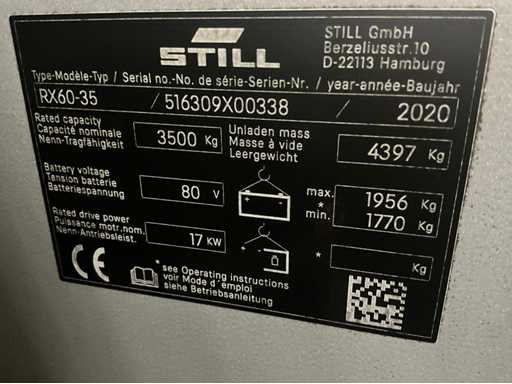 STILL
STILL GmbH
Berzeliusstr.10
D-22113 Hamburg
Type-Modèle-Typ / Serial no.-No. de série-Serien-Nr. / year-année-Baujahr
RX60-35 / 516309X00338 / 2020
Rated capacity
Capacité nominale
Nenn-Tragfähigkeit
3500 Kg
Unladen mass
Masse à vide
Leergewicht
4397 Kg
Battery voltage
Tension batterie
Batteriespannung
80 V
max. 1956 Kg
*
min. 1770 Kg
Rated drive power
Puissance motr.nom.
Nenn-Antriebsleist.
17 KW
* Kg
CE
*see Operating instructions
voir Mode d'emploi
siehe Betriebsanleitung